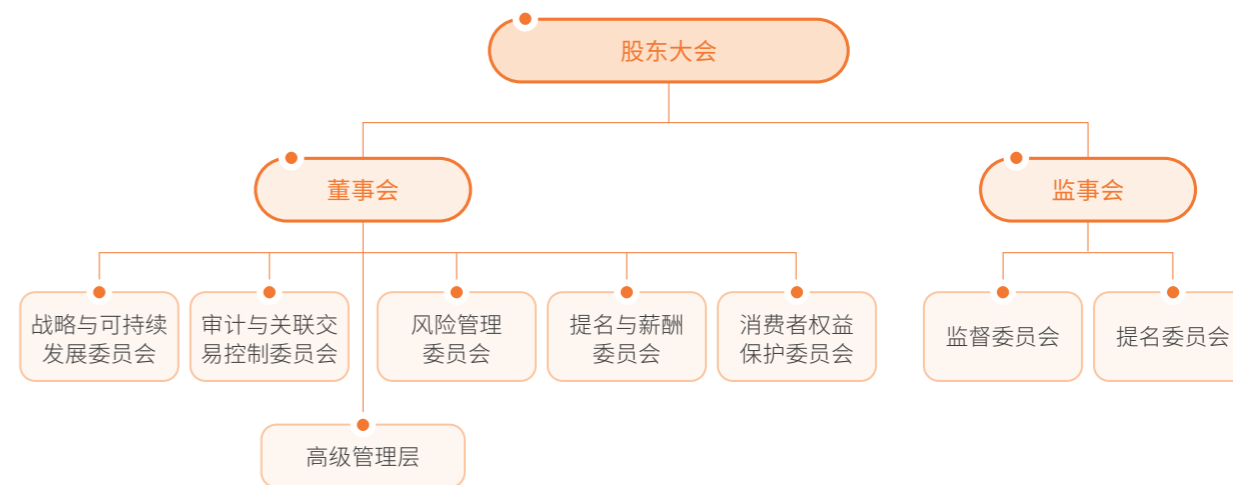 股东大会
董事会
监事会
战略与可持续
发展委员会
审计与关联交
易控制委员会
风险管理
委员会
提名与薪酬
委员会
消费者权益
保护委员会
监督委员会
提名委员会
高级管理层